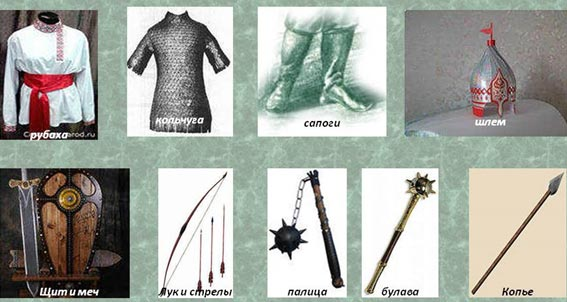 рубаха
кольчуга
сапоги
шлем
Щит и меч
Лук и стрелы
палица
булава
Копье